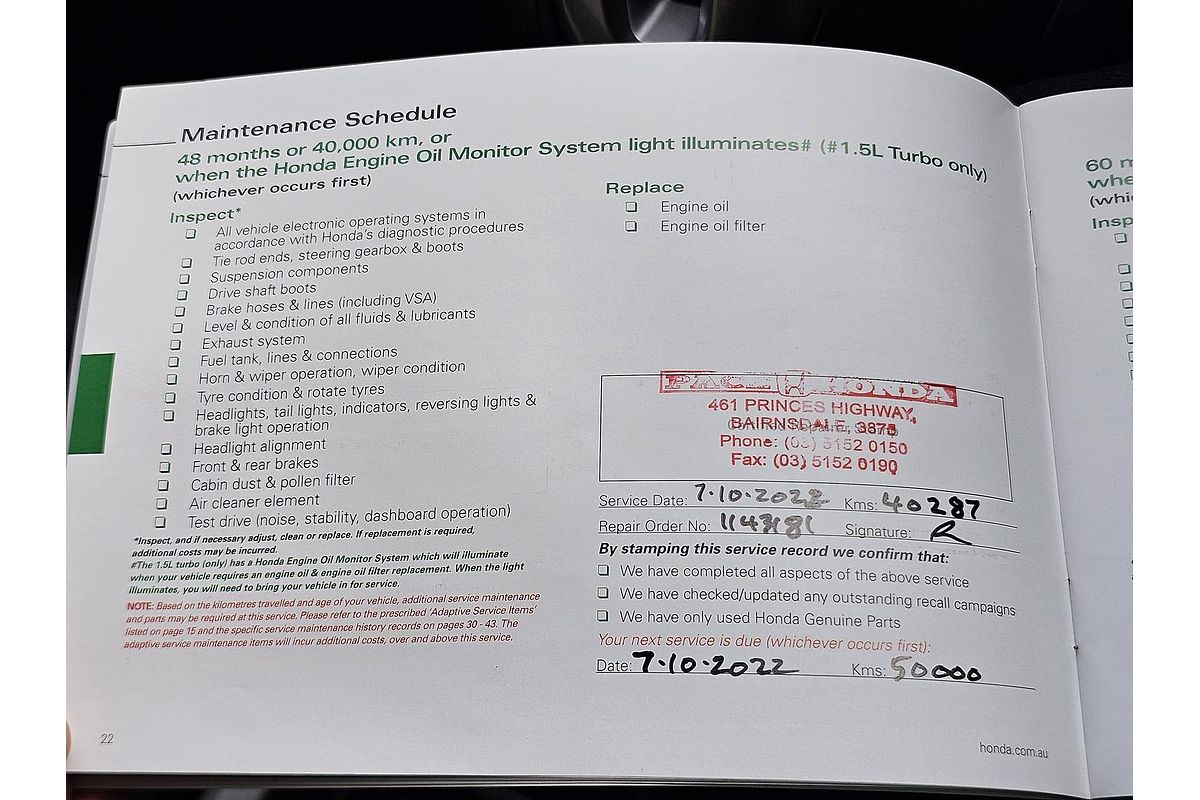 Maintenance Schedule
48 months or 40,000 km, or
when the Honda Engine Oil Monitor System light illuminates# (#1.5L Turbo only)
(whichever occurs first)
Inspect*
All vehicle electronic operating systems in
accordance with Honda's diagnostic procedures
Tie rod ends, steering gearbox & boots
Suspension components
Drive shaft boots
Brake hoses & lines (including VSA)
Level & condition of all fluids & lubricants
Exhaust system
Fuel tank, lines & connections
Horn & wiper operation, wiper condition
Tyre condition & rotate tyres
Headlights, tail lights, indicators, reversing lights &
brake light operation
Headlight alignment
Front & rear brakes
Cabin dust & pollen filter
Air cleaner element
Test drive (noise, stability, dashboard operation)
*Inspect, and if necessary adjust, clean or replace. If replacement is required,
additional costs may be incurred.
#The 1.5L turbo (only) has a Honda Engine Oil Monitor System which will illuminate
when your vehicle requires an engine oil & engine oil filter replacement. When the light
illuminates, you will need to bring your vehicle in for service.
NOTE: Based on the kilometres travelled and age of your vehicle, additional service maintenance
and parts may be required at this service. Please refer to the prescribed 'Adaptive Service Items'
listed on page 15 and the specific service maintenance history records on pages 30 - 43. The
adaptive service maintenance items will incur additional costs, over and above this service.
22
Replace
Engine oil
Engine oil filter
HONDA
461 PRINCES HIGHWAY,
BAIRNSDALE, 3875
Phone: (03) 5152 0150
Fax: (03) 5152 0190
Service Date: 7.10.2022 Kms: 40287
Repair Order No: Signature: R
By stamping this service record we confirm that:
We have completed all aspects of the above service
We have checked/updated any outstanding recall campaigns
We have only used Honda Genuine Parts
Your next service is due (whichever occurs first):
Date: 7.10.2022 Kms: 50000
honda.com.au
60